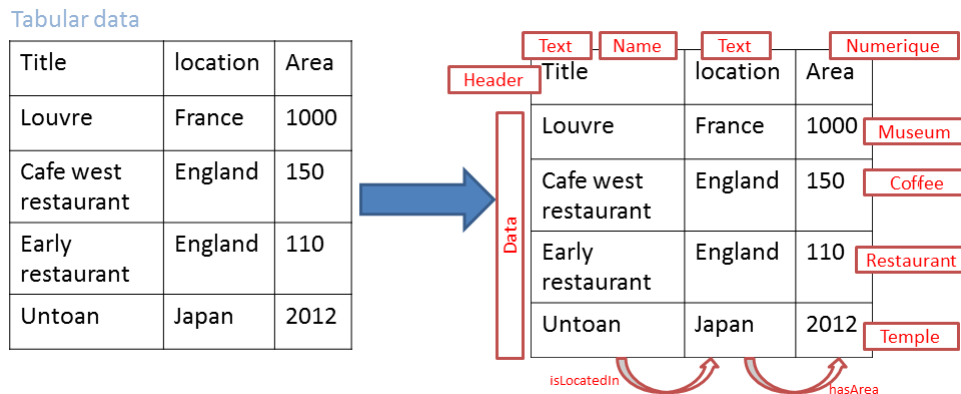 Tabular data
Title location Area
Louvre France 1000
Cafe west England 150
restaurant
Early England 110
restaurant
Untoan Japan 2012
Text Name Text Numerique
Header
Title location Area
Louvre France 1000 Museum
Cafe west England 150 Coffee
restaurant
Data
Early England 110 Restaurant
restaurant
Untoan Japan 2012 Temple
isLocatedIn hasArea